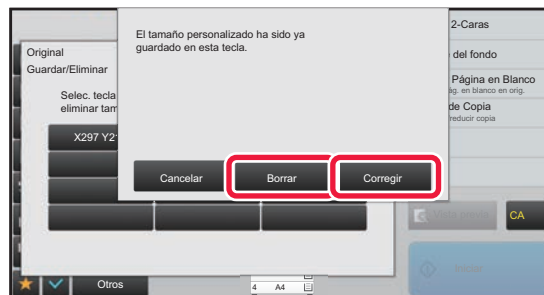 El tamaño personalizado ha sido ya
guardado en esta tecla.
Cancelar
Borrar
Corregir
Original
Guardar/Eliminar
Selec. tecla
eliminar tam
X297 Y21
Otros
4 A4
2-Caras
del fondo
Página en Blanco
ág. en blanco en orig.
de Copia
reducir copia
CA
Iniciar